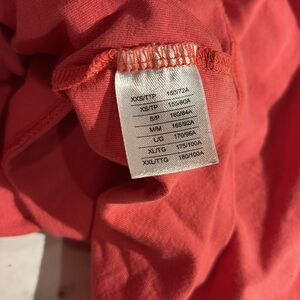 XXS/TTP 150/72A
XS/TP 155/80A
S/P 160/84A
M/M 165/92A
L/G 170/96A
XL/TG 175/100A
XXL/TTG 180/100A